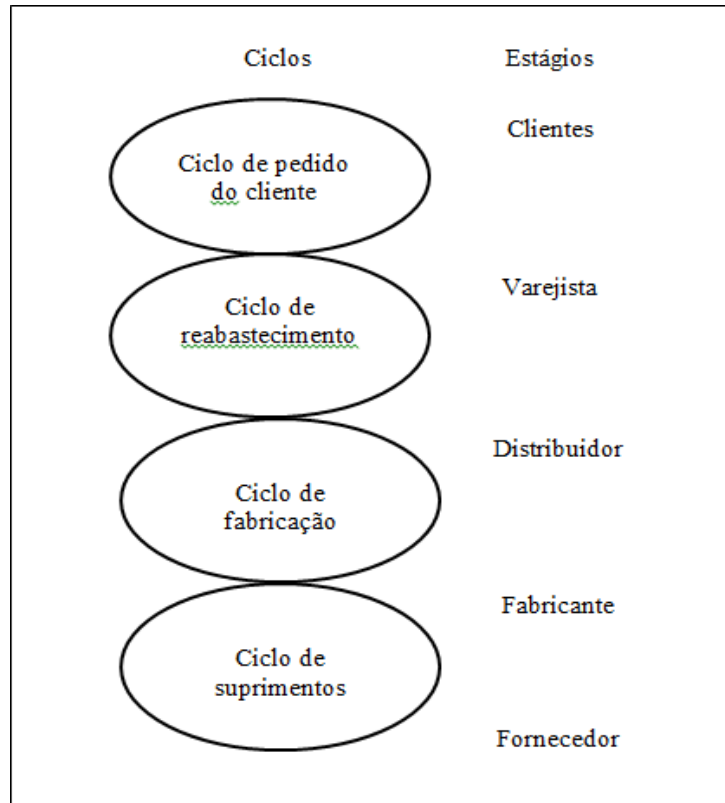 Ciclos
Estágios
Clientes
Ciclo de pedido
do cliente
Varejista
Ciclo de
reabastecimento
Distribuidor
Ciclo de
fabricação
Fabricante
Ciclo de
suprimentos
Fornecedor